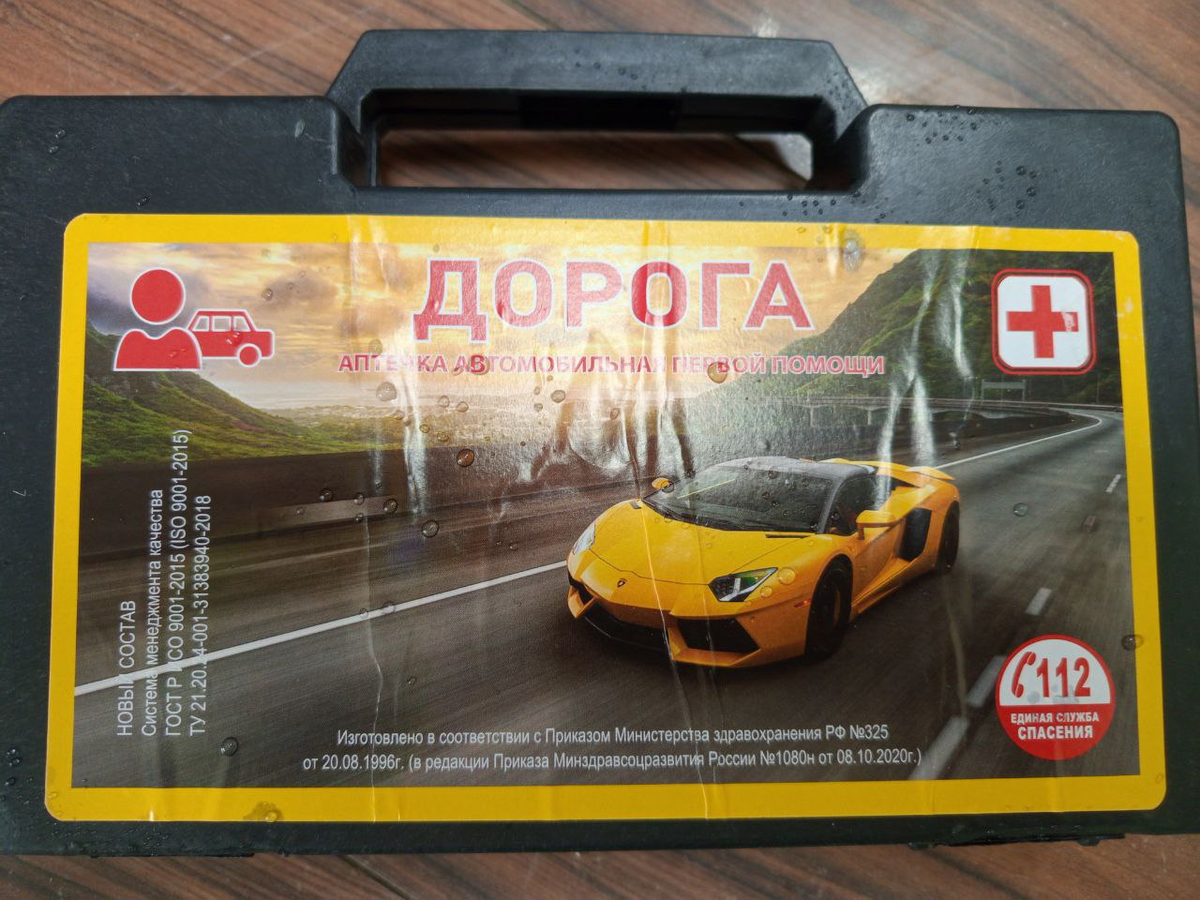 ДОРОГА
АПТЕЧКА АВТОМОБИЛЬНАЯ ПЕРВОЙ ПОМОЩИ
НОВЫЙ СОСТАВ
Система менеджмента качества
ГОСТ Р ИСО 9001-2015 (ISO 9001-2015)
ТУ 21.20.24-001-31383940-2018
112
ЕДИНАЯ СЛУЖБА
СПАСЕНИЯ
Изготовлено в соответствии с Приказом Министерства здравохранения РФ №325
от 20.08.1996г. (в редакции Приказа Минздравсоцразвития России №1080н от 08.10.2020г.)